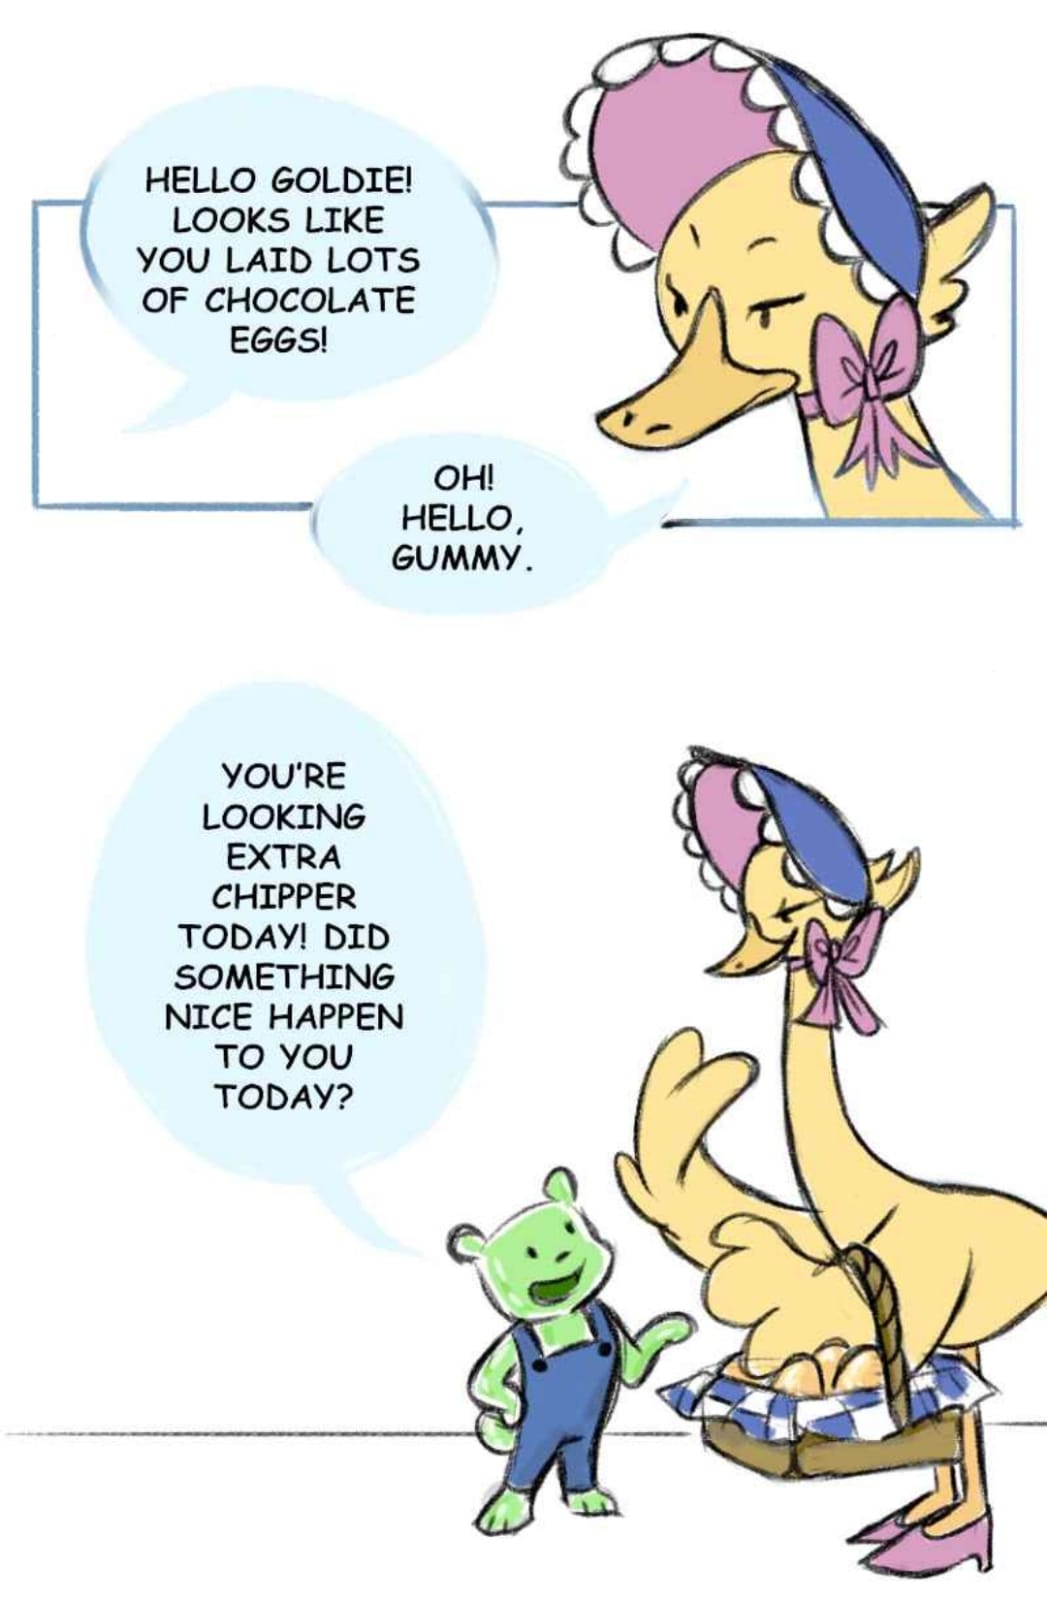 HELLO GOLDIE!
LOOKS LIKE
YOU LAID LOTS
OF CHOCOLATE
EGGS!
OH!
HELLO,
GUMMY.
YOU'RE
LOOKING
EXTRA
CHIPPER
TODAY! DID
SOMETHING
NICE HAPPEN
TO YOU
TODAY?